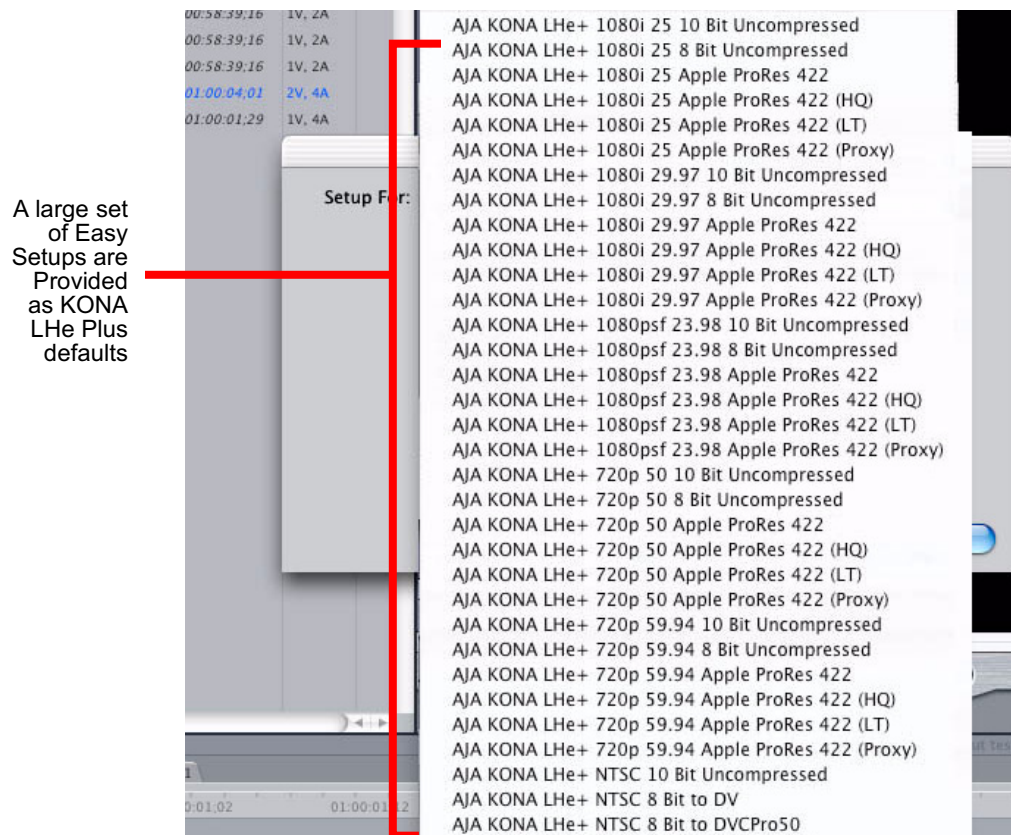 00:58:39;16 1V, 2A
00:58:39;16 1V, 2A
00:58:39;16 1V, 2A
01:00:04;01 2V, 4A
01:00:01;29 1V, 4A
Setup For:
A large set
of Easy
Setups are
Provided
as KONA
LHe Plus
defaults
AJA KONA LHe+ 1080i 25 10 Bit Uncompressed
AJA KONA LHe+ 1080i 25 8 Bit Uncompressed
AJA KONA LHe+ 1080i 25 Apple ProRes 422
AJA KONA LHe+ 1080i 25 Apple ProRes 422 (HQ)
AJA KONA LHe+ 1080i 25 Apple ProRes 422 (LT)
AJA KONA LHe+ 1080i 25 Apple ProRes 422 (Proxy)
AJA KONA LHe+ 1080i 29.97 10 Bit Uncompressed
AJA KONA LHe+ 1080i 29.97 8 Bit Uncompressed
AJA KONA LHe+ 1080i 29.97 Apple ProRes 422
AJA KONA LHe+ 1080i 29.97 Apple ProRes 422 (HQ)
AJA KONA LHe+ 1080i 29.97 Apple ProRes 422 (LT)
AJA KONA LHe+ 1080i 29.97 Apple ProRes 422 (Proxy)
AJA KONA LHe+ 1080psf 23.98 10 Bit Uncompressed
AJA KONA LHe+ 1080psf 23.98 8 Bit Uncompressed
AJA KONA LHe+ 1080psf 23.98 Apple ProRes 422
AJA KONA LHe+ 1080psf 23.98 Apple ProRes 422 (HQ)
AJA KONA LHe+ 1080psf 23.98 Apple ProRes 422 (LT)
AJA KONA LHe+ 1080psf 23.98 Apple ProRes 422 (Proxy)
AJA KONA LHe+ 720p 50 10 Bit Uncompressed
AJA KONA LHe+ 720p 50 8 Bit Uncompressed
AJA KONA LHe+ 720p 50 Apple ProRes 422
AJA KONA LHe+ 720p 50 Apple ProRes 422 (HQ)
AJA KONA LHe+ 720p 50 Apple ProRes 422 (LT)
AJA KONA LHe+ 720p 50 Apple ProRes 422 (Proxy)
AJA KONA LHe+ 720p 59.94 10 Bit Uncompressed
AJA KONA LHe+ 720p 59.94 8 Bit Uncompressed
AJA KONA LHe+ 720p 59.94 Apple ProRes 422
AJA KONA LHe+ 720p 59.94 Apple ProRes 422 (HQ)
AJA KONA LHe+ 720p 59.94 Apple ProRes 422 (LT)
AJA KONA LHe+ 720p 59.94 Apple ProRes 422 (Proxy)
AJA KONA LHe+ NTSC 10 Bit Uncompressed
AJA KONA LHe+ NTSC 8 Bit to DV
AJA KONA LHe+ NTSC 8 Bit to DVCPro50